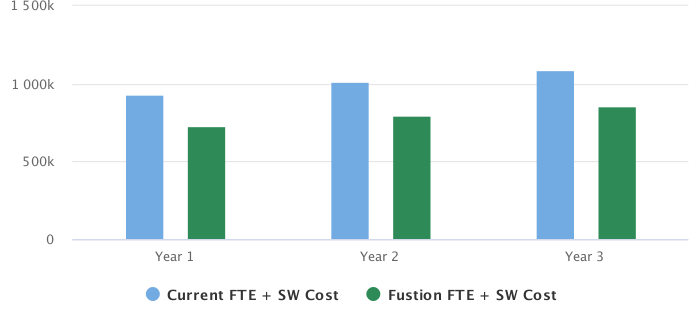 1 500k
1 000k
500k
0
Year 1 Year 2 Year 3
Current FTE + SW Cost Fustion FTE + SW Cost